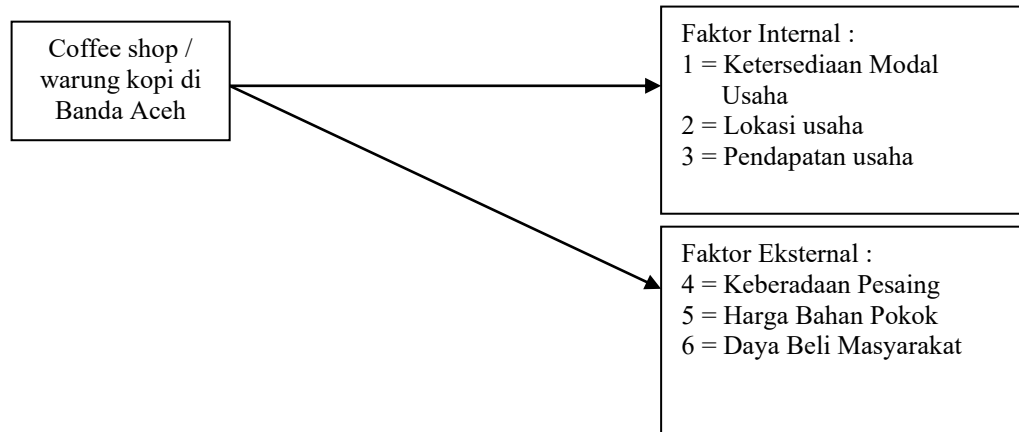 Coffee shop /
warung kopi di
Banda Aceh
Faktor Internal :
1 = Ketersediaan Modal
Usaha
2 = Lokasi usaha
3 = Pendapatan usaha
Faktor Eksternal :
4 = Keberadaan Pesaing
5 = Harga Bahan Pokok
6 = Daya Beli Masyarakat